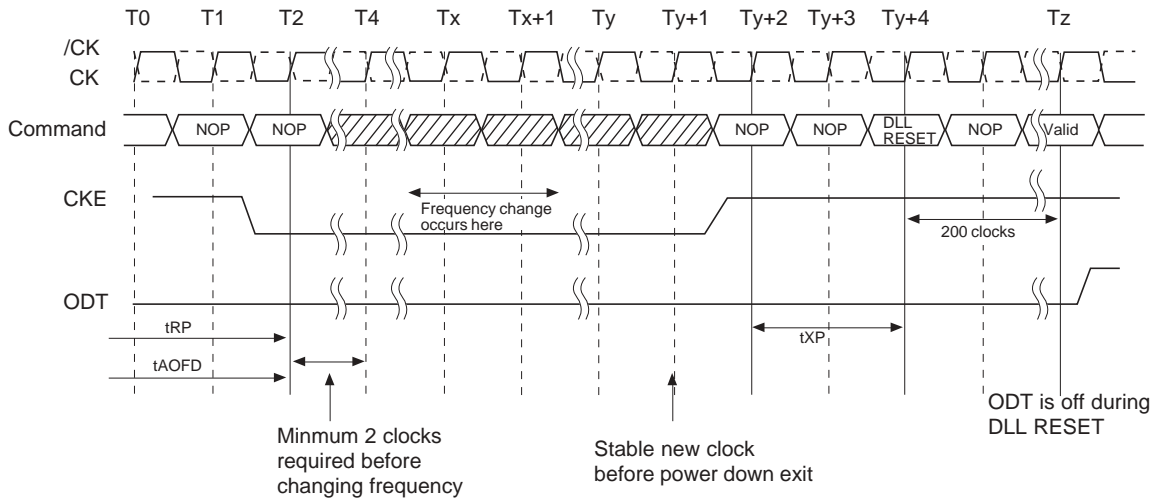 T0 T1 T2 T4 Tx Tx+1 Ty Ty+1 Ty+2 Ty+3 Ty+4 Tz
/CK
CK
Command NOP NOP NOP NOP DLL RESET NOP Valid
CKE
Frequency change
occurs here
200 clocks
ODT
tRP
tXP
tAOFD
ODT is off during
DLL RESET
Minmum 2 clocks
required before
changing frequency
Stable new clock
before power down exit